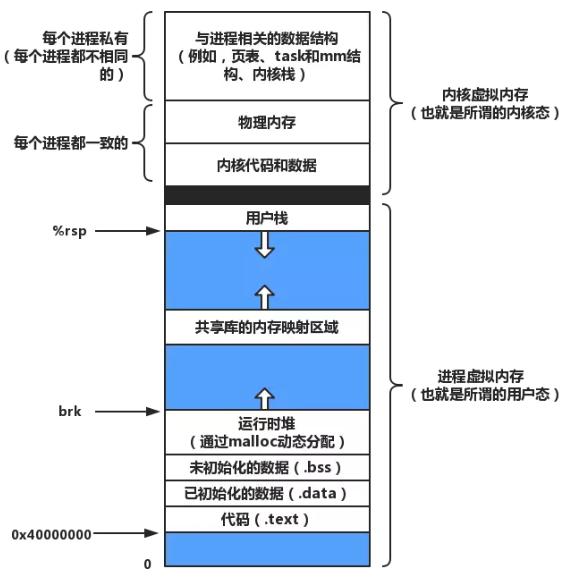 每个进程私有
（每个进程都不相同
的）
与进程相关的数据结构
（例如，页表、task和mm结
构、内核栈）
内核虚拟内存
（也就是所谓的内核态）
物理内存
每个进程都一致的
内核代码和数据
用户栈
%rsp
共享库的内存映射区域
进程虚拟内存
（也就是所谓的用户态）
brk
运行时堆
（通过malloc动态分配）
未初始化的数据（.bss）
已初始化的数据（.data）
代码（.text）
0x40000000
0